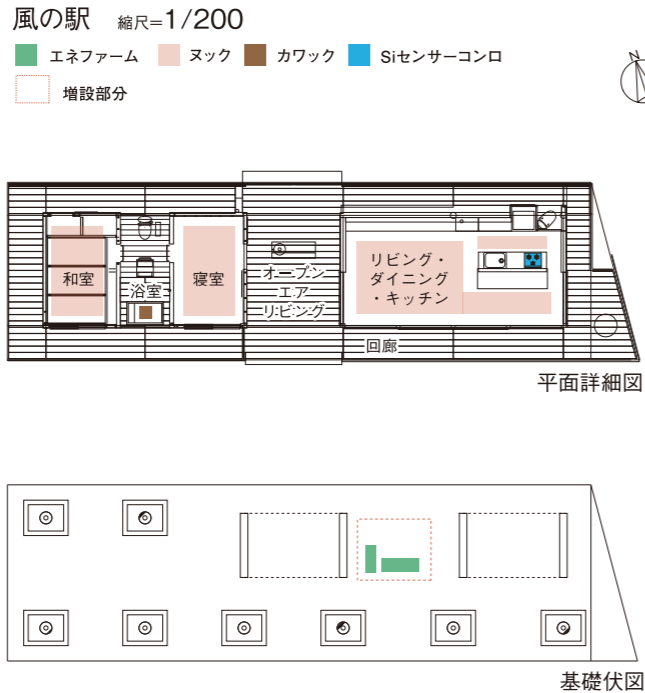 風の駅 縮尺=1/200
エネファーム ヌック カワック Siセンサーコンロ
増設部分
N
和室
浴室
寝室
オープン
エア
リビング
リビング・
ダイニング
・キッチン
回廊
平面詳細図
基礎伏図